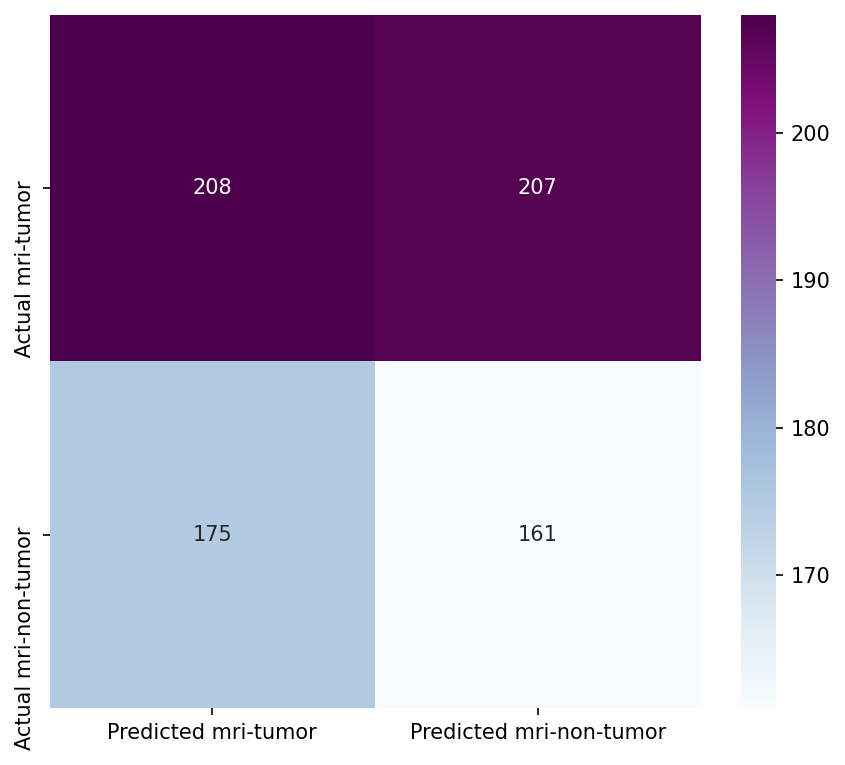 Actual mri-tumor
208
207
Actual mri-non-tumor
175
161
Predicted mri-tumor
Predicted mri-non-tumor
200
190
180
170